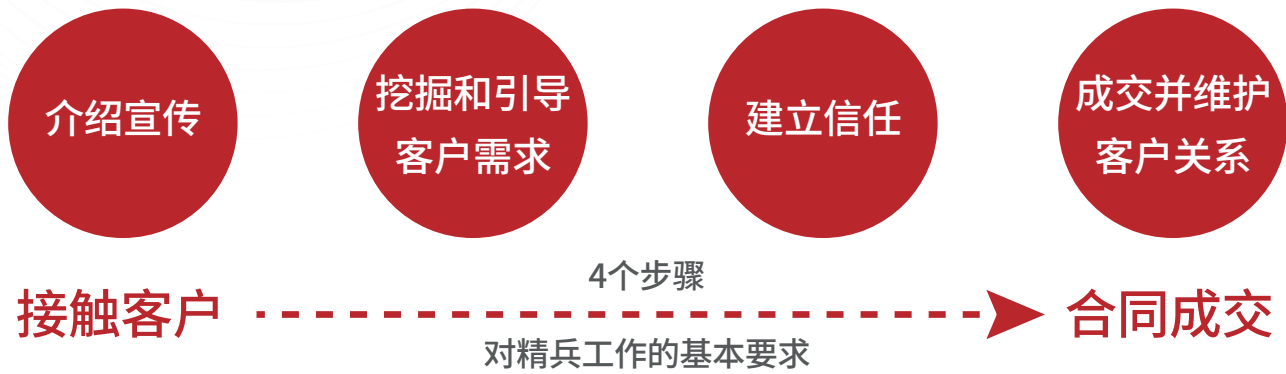 介绍宣传
挖掘和引导
客户需求
建立信任
成交并维护
客户关系
4个步骤
接触客户
合同成交
对精兵工作的基本要求